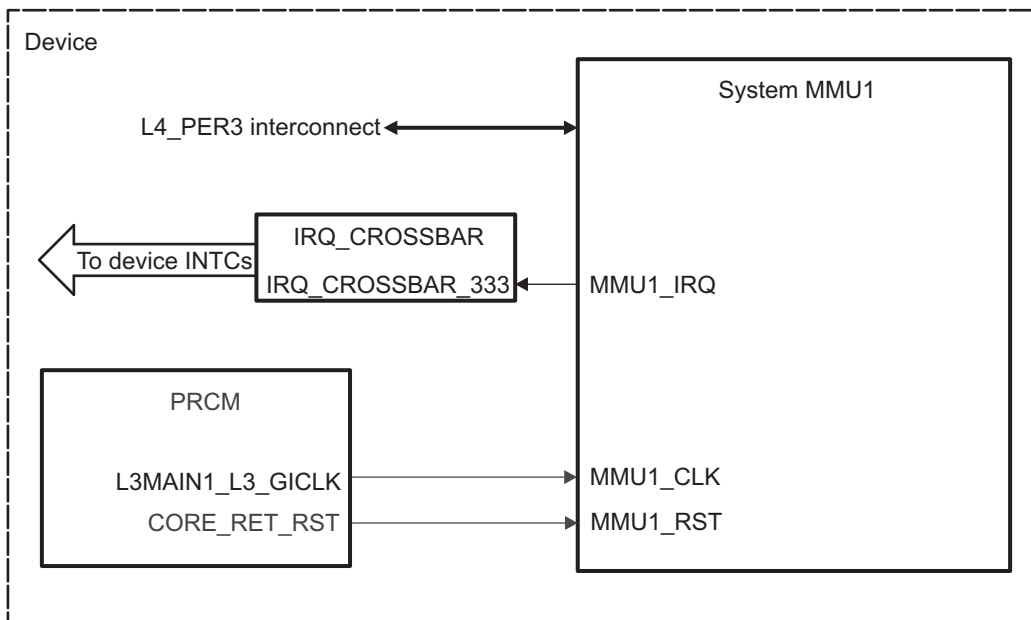 Device
System MMU1
L4_PER3 interconnect
IRQ_CROSSBAR
To device INTCs
IRQ_CROSSBAR_333
MMU1_IRQ
PRCM
L3MAIN1_L3_GICLK
MMU1_CLK
CORE_RET_RST
MMU1_RST